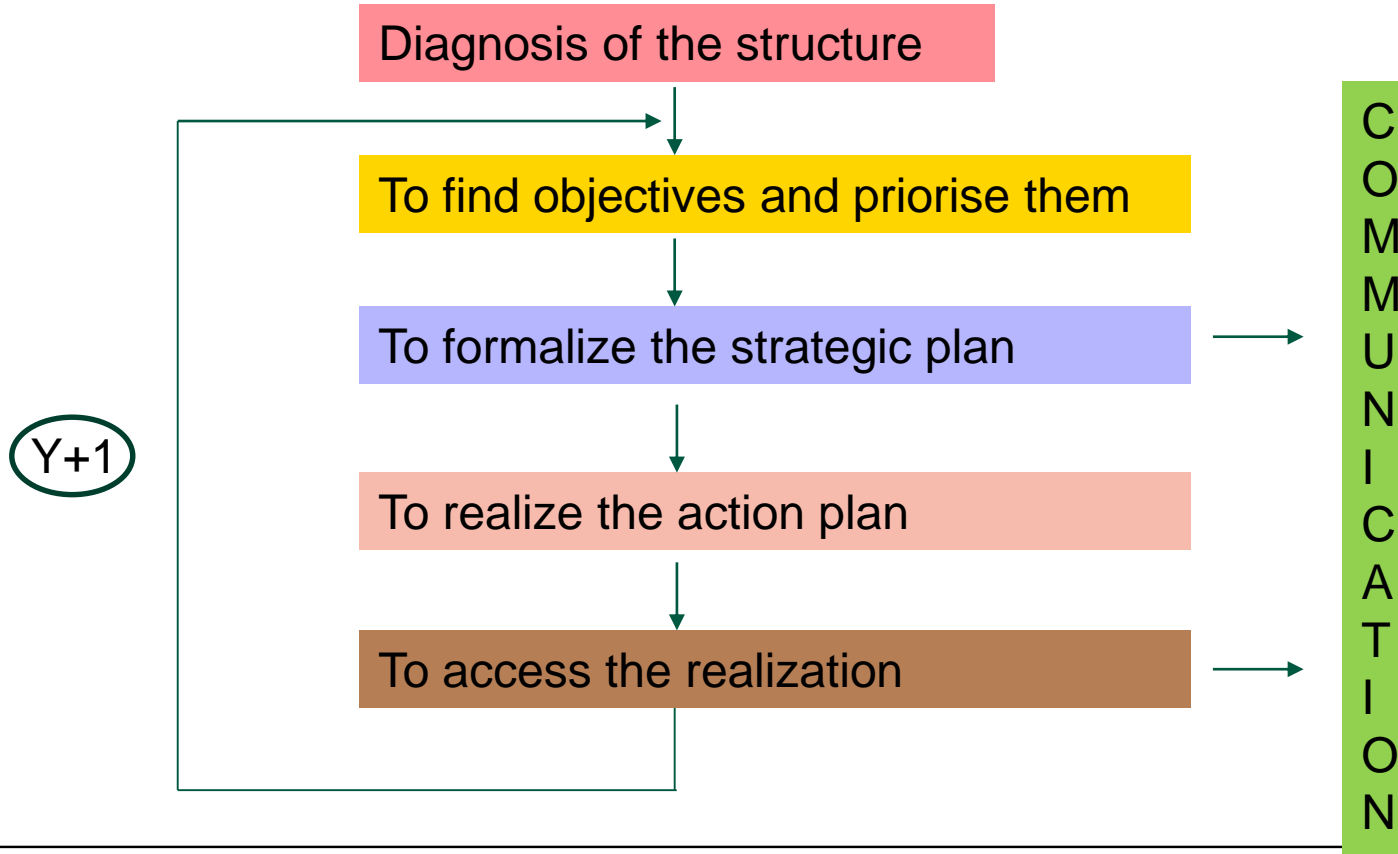 Diagnosis of the structure
To find objectives and priorise them
To formalize the strategic plan
Y+1
To realize the action plan
To access the realization
C
O
M
M
U
N
I
C
A
T
I
O
N